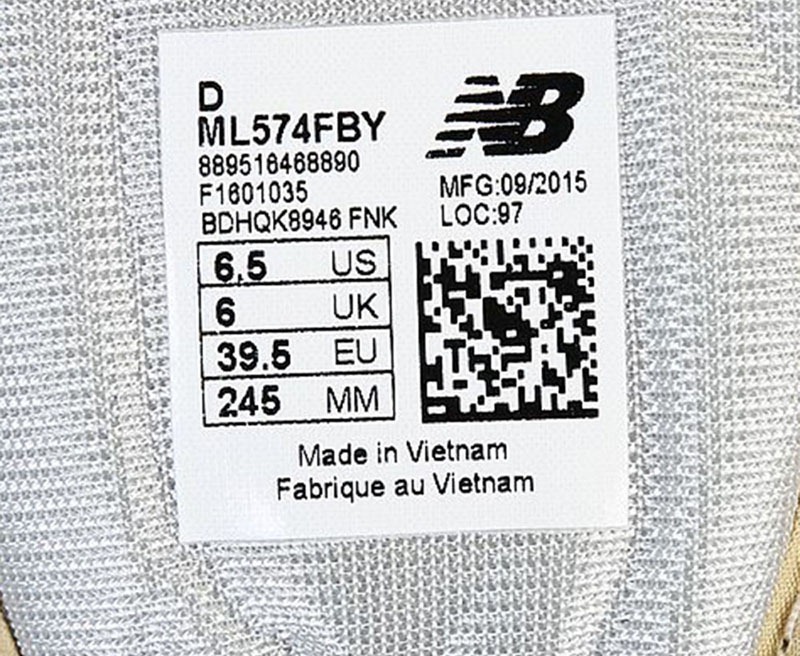 D
ML574FBY
889516468890
F1601035
BDHQK8946 FNK
NB
MFG:09/2015
LOC:97
6,5 US
6 UK
39.5 EU
245 MM
Made in Vietnam
Fabrique au Vietnam